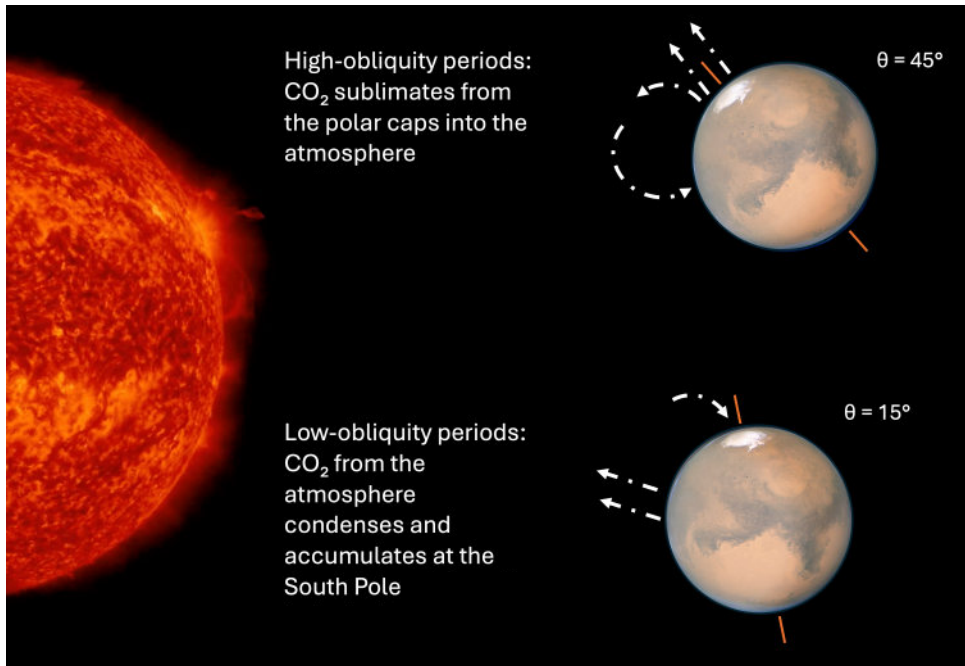 High-obliquity periods:
CO₂ sublimates from
the polar caps into the
atmosphere
θ = 45°
Low-obliquity periods:
CO₂ from the
atmosphere
condenses and
accumulates at the
South Pole
θ = 15°